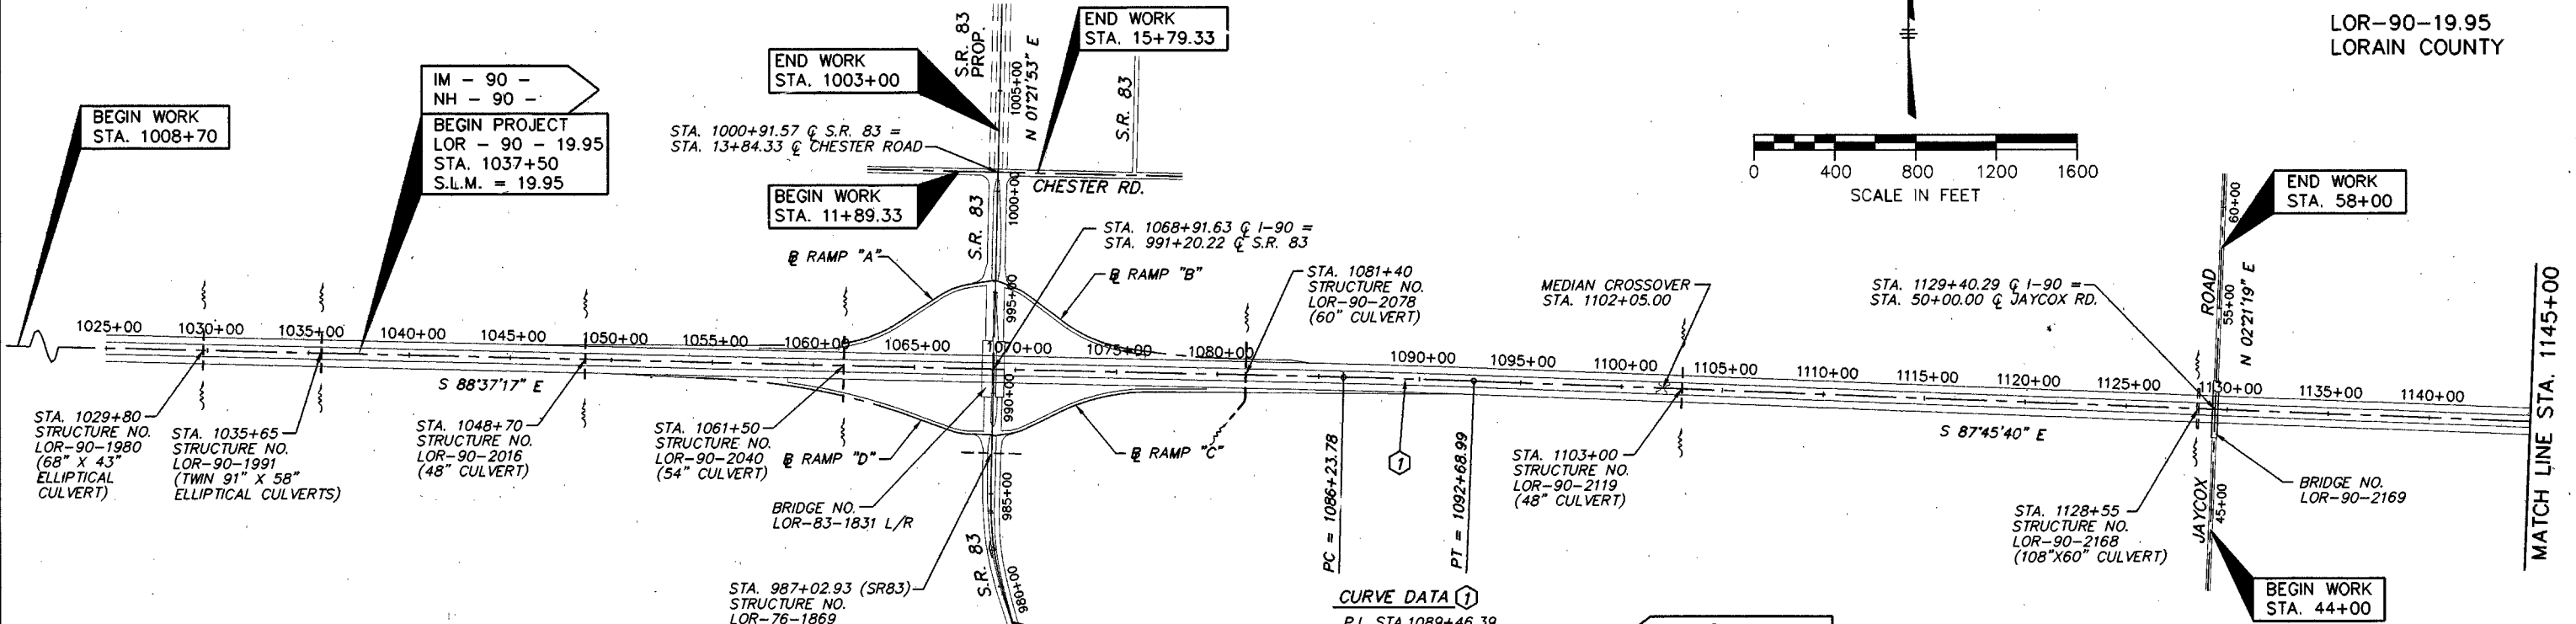 LOR-90-19.95
LORAIN COUNTY
BEGIN WORK
STA. 1008+70
IM - 90 -
NH - 90 -
BEGIN PROJECT
LOR - 90 - 19.95
STA. 1037+50
S.L.M. = 19.95
END WORK
STA. 1003+00
S.R. 83
PROP.
1005+00
N 01°21'53" E
END WORK
STA. 15+79.33
S.R. 83
STA. 1000+91.57 ℄ S.R. 83 =
STA. 13+84.33 ℄ CHESTER ROAD
CHESTER RD.
BEGIN WORK
STA. 11+89.33
S.R. 83
1000+00
0 400 800 1200 1600
SCALE IN FEET
END WORK
STA. 58+00
60+00
STA. 1068+91.63 ℄ I-90 =
STA. 991+20.22 ℄ S.R. 83
RAMP "A"
RAMP "B"
995+00
STA. 1081+40
STRUCTURE NO.
LOR-90-2078
(60" CULVERT)
MEDIAN CROSSOVER
STA. 1102+05.00
STA. 1129+40.29 ℄ I-90 =
STA. 50+00.00 ℄ JAYCOX RD.
ROAD
55+00
N 02°21'19" E
MATCH LINE STA. 1145+00
1025+00 1030+00 1035+00 1040+00 1045+00 1050+00 1055+00 1060+00 1065+00 1070+00 1075+00 1080+00 1090+00 1095+00 1100+00 1105+00 1110+00 1115+00 1120+00 1125+00 1130+00 1135+00 1140+00
S 88°37'17" E
S 87°45'40" E
990+00
STA. 1029+80
STRUCTURE NO.
LOR-90-1980
(68" X 43"
ELLIPTICAL
CULVERT)
STA. 1035+65
STRUCTURE NO.
LOR-90-1991
(TWIN 91" X 58"
ELLIPTICAL CULVERTS)
STA. 1048+70
STRUCTURE NO.
LOR-90-2016
(48" CULVERT)
STA. 1061+50
STRUCTURE NO.
LOR-90-2040
(54" CULVERT)
RAMP "D"
RAMP "C"
BRIDGE NO.
LOR-83-1831 L/R
985+00
S.R. 83
980+00
STA. 987+02.93 (SR83)
STRUCTURE NO.
LOR-76-1869
PC = 1086+23.78
1
PT = 1092+68.99
CURVE DATA 1
P.I. STA.1089+46.39
STA. 1103+00
STRUCTURE NO.
LOR-90-2119
(48" CULVERT)
STA. 1128+55
STRUCTURE NO.
LOR-90-2168
(108"X60" CULVERT)
JAYCOX
45+00
BRIDGE NO.
LOR-90-2169
BEGIN WORK
STA. 44+00